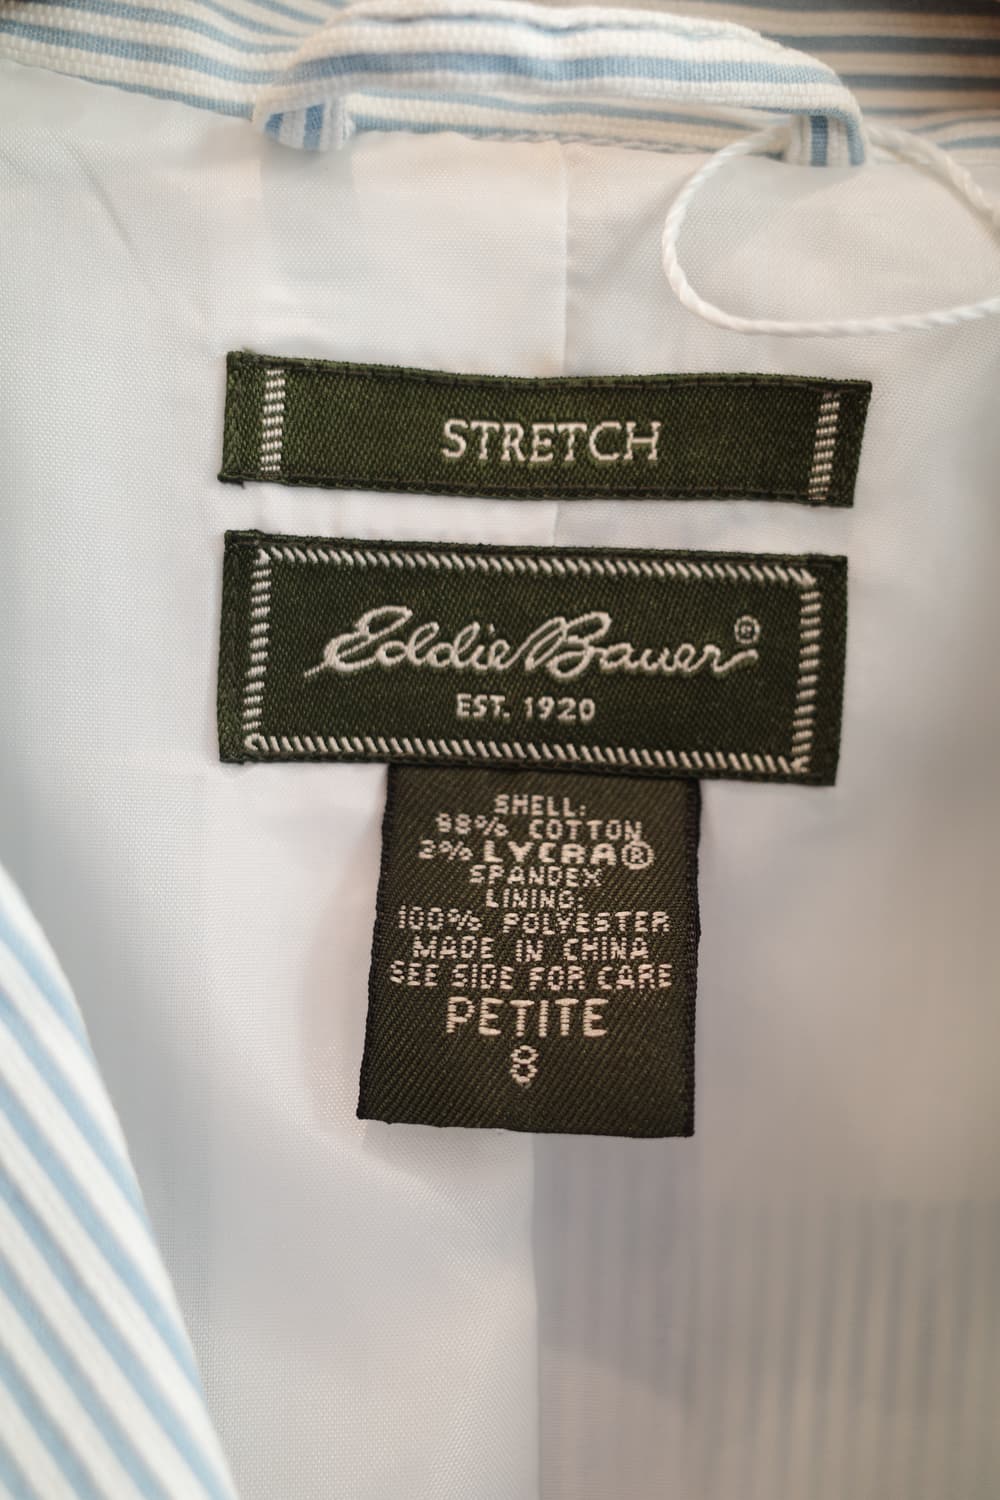 STRETCH
Eddie Bauer®
EST. 1920
SHELL:
98% COTTON
2% LYCRA®
SPANDEX
LINING:
100% POLYESTER
MADE IN CHINA
SEE SIDE FOR CARE
PETITE
8